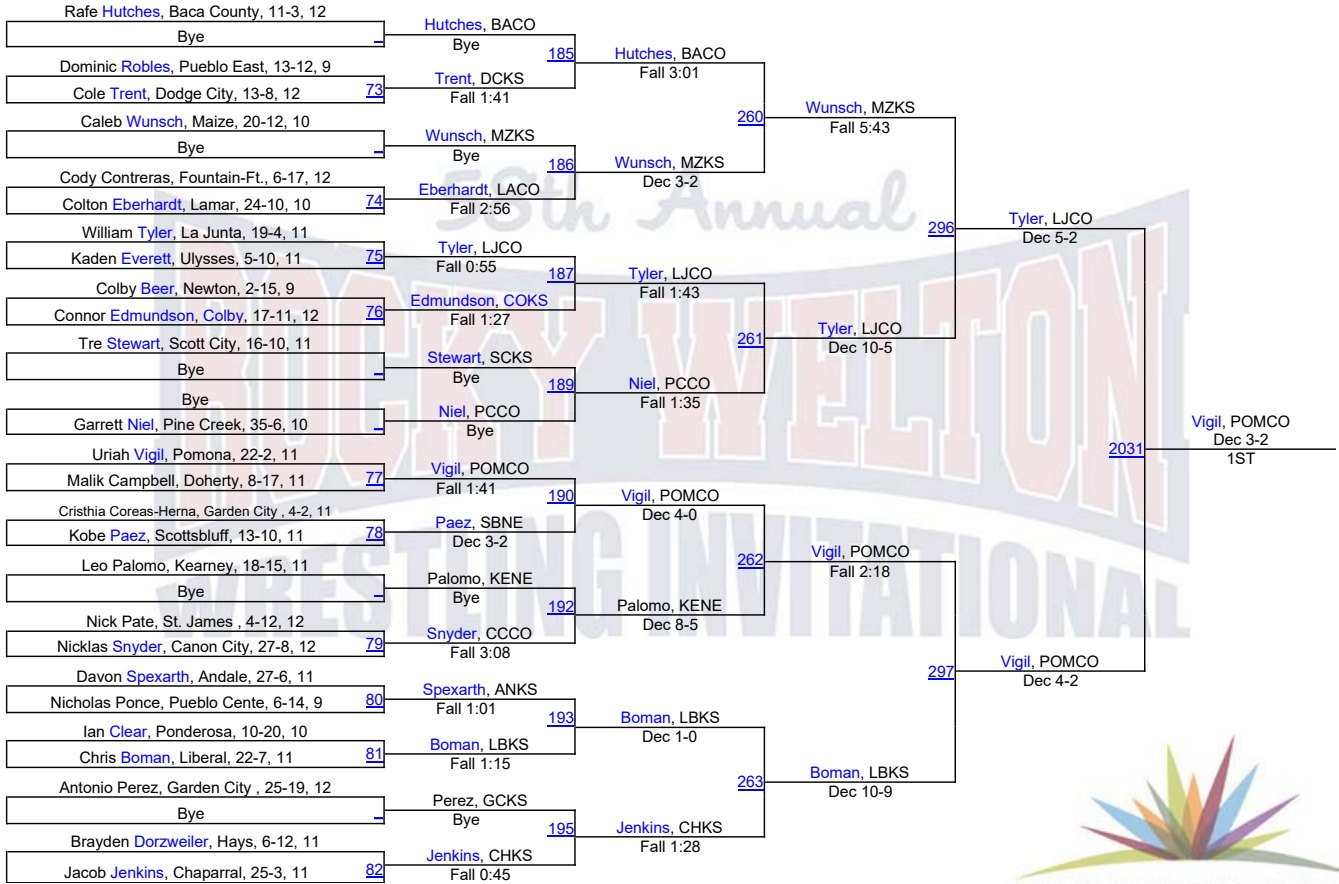 Rafe Hutches, Baca County, 11-3, 12
Bye
Dominic Robles, Pueblo East, 13-12, 9
Cole Trent, Dodge City, 13-8, 12
73
Caleb Wunsch, Maize, 20-12, 10
Bye
Cody Contreras, Fountain-Ft., 6-17, 12
Colton Eberhardt, Lamar, 24-10, 10
74
William Tyler, La Junta, 19-4, 11
Kaden Everett, Ulysses, 5-10, 11
75
Colby Beer, Newton, 2-15, 9
Connor Edmundson, Colby, 17-11, 12
76
Tre Stewart, Scott City, 16-10, 11
Bye
Bye
Garrett Niel, Pine Creek, 35-6, 10
Uriah Vigil, Pomona, 22-2, 11
Malik Campbell, Doherty, 8-17, 11
77
Cristhia Coreas-Herna, Garden City , 4-2, 11
Kobe Paez, Scottsbluff, 13-10, 11
78
Leo Palomo, Kearney, 18-15, 11
Bye
Nick Pate, St. James , 4-12, 12
Nicklas Snyder, Canon City, 27-8, 12
79
Davon Spexarth, Andale, 27-6, 11
Nicholas Ponce, Pueblo Cente, 6-14, 9
80
Ian Clear, Ponderosa, 10-20, 10
Chris Boman, Liberal, 22-7, 11
81
Antonio Perez, Garden City , 25-19, 12
Bye
Brayden Dorzweiler, Hays, 6-12, 11
Jacob Jenkins, Chaparral, 25-3, 11
82
Hutches, BACO
Bye
185
Trent, DCKS
Fall 1:41
Wunsch, MZKS
Bye
186
Eberhardt, LACO
Fall 2:56
Tyler, LJCO
Fall 0:55
187
Edmundson, COKS
Fall 1:27
Stewart, SCKS
Bye
189
Niel, PCCO
Bye
Vigil, POMCO
Fall 1:41
190
Paez, SBNE
Dec 3-2
Palomo, KENE
Bye
192
Snyder, CCCO
Fall 3:08
Spexarth, ANKS
Fall 1:01
193
Boman, LBKS
Fall 1:15
Perez, GCKS
Bye
195
Jenkins, CHKS
Fall 0:45
Hutches, BACO
Fall 3:01
260
Wunsch, MZKS
Dec 3-2
Tyler, LJCO
Fall 1:43
261
Niel, PCCO
Fall 1:35
Vigil, POMCO
Dec 4-0
262
Palomo, KENE
Dec 8-5
Boman, LBKS
Dec 1-0
263
Jenkins, CHKS
Fall 1:28
Wunsch, MZKS
Fall 5:43
296
Tyler, LJCO
Dec 10-5
Vigil, POMCO
Fall 2:18
297
Boman, LBKS
Dec 10-9
Tyler, LJCO
Dec 5-2
2031
Vigil, POMCO
Dec 4-2
Vigil, POMCO
Dec 3-2
1ST
58th Annual
ROCKY WELTON
WRESTLING INVITATIONAL